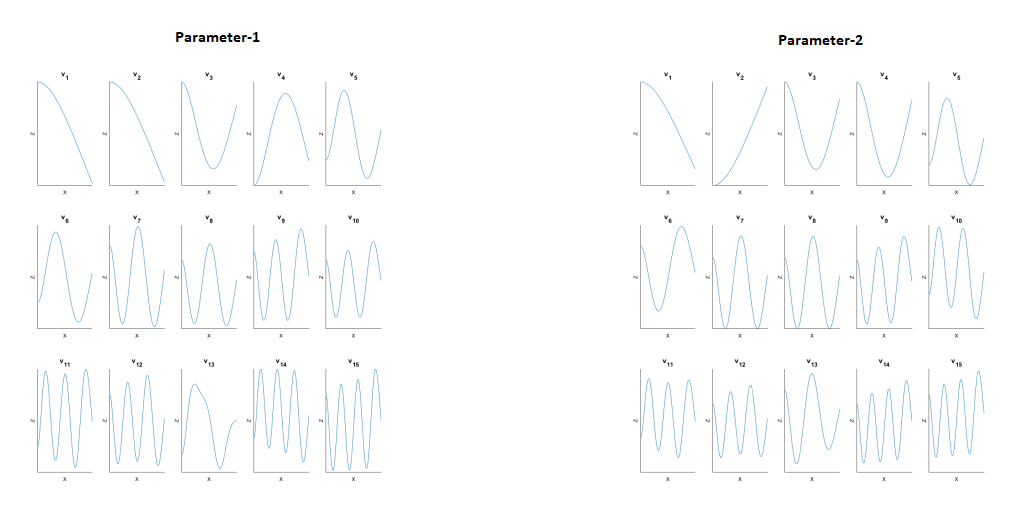 Parameter-1
v1 v2 v3 v4 v5
z z z z z
x x x x x
v6 v7 v8 v9 v10
z z z z z
x x x x x
v11 v12 v13 v14 v15
z z z z z
x x x x x
Parameter-2
v1 v2 v3 v4 v5
z z z z z
x x x x x
v6 v7 v8 v9 v10
z z z z z
x x x x x
v11 v12 v13 v14 v15
z z z z z
x x x x x